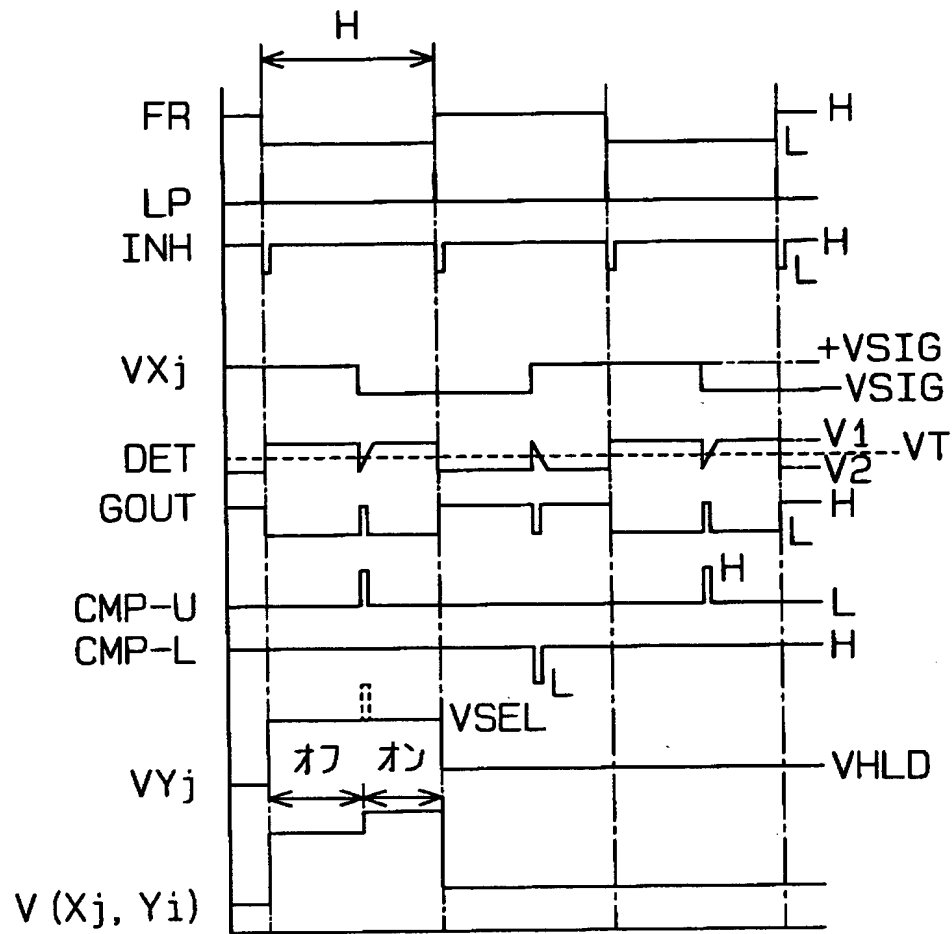 H
FR H
L
LP
INH H
L
VXj +VSIG
-VSIG
DET V1 VT
V2
GOUT H
L
CMP-U H L
CMP-L H
L
VSEL
オフ オン
VYj VHLD
V(Xj, Yi)